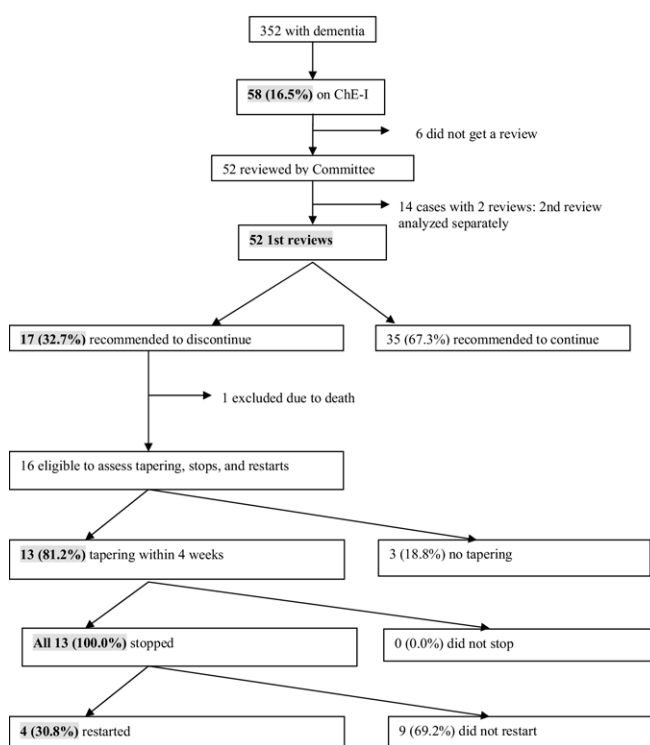 352 with dementia
58 (16.5%) on ChE-I
6 did not get a review
52 reviewed by Committee
14 cases with 2 reviews: 2nd review
analyzed separately
52 1st reviews
17 (32.7%) recommended to discontinue
35 (67.3%) recommended to continue
1 excluded due to death
16 eligible to assess tapering, stops, and restarts
13 (81.2%) tapering within 4 weeks
3 (18.8%) no tapering
All 13 (100.0%) stopped
0 (0.0%) did not stop
4 (30.8%) restarted
9 (69.2%) did not restart